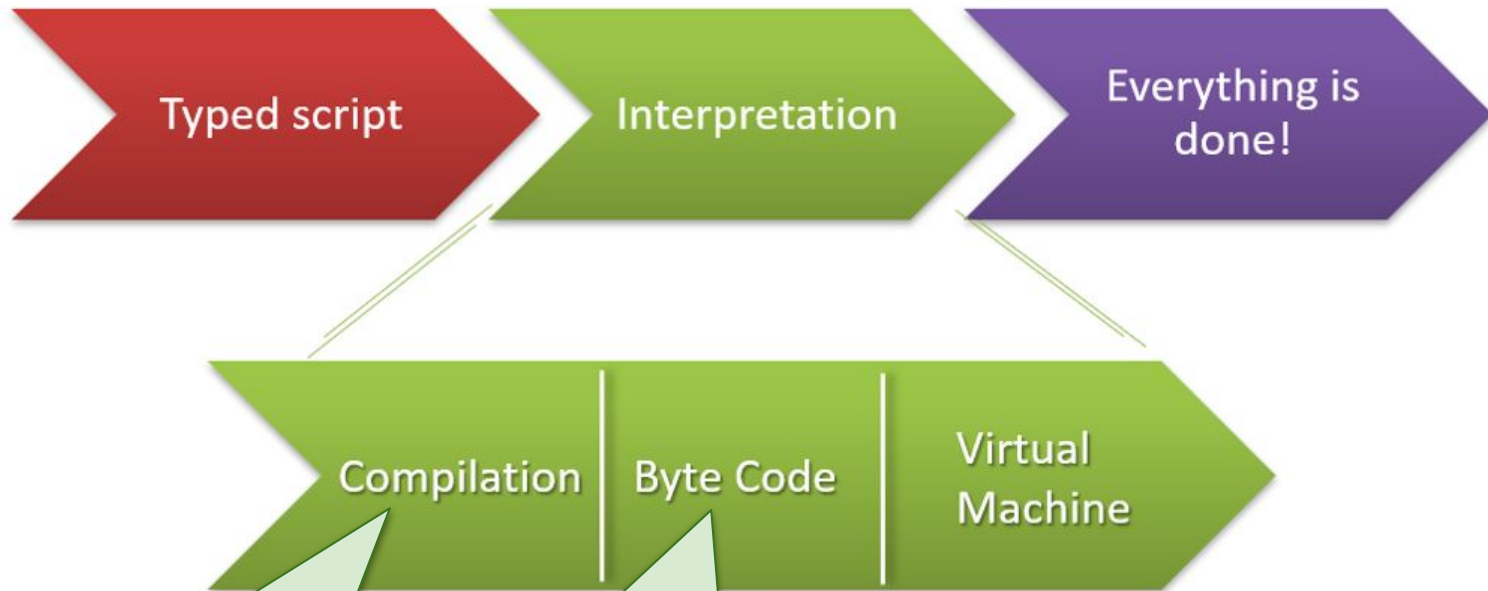 Typed script
Interpretation
Everything is
done!
Compilation
Byte Code
Virtual
Machine